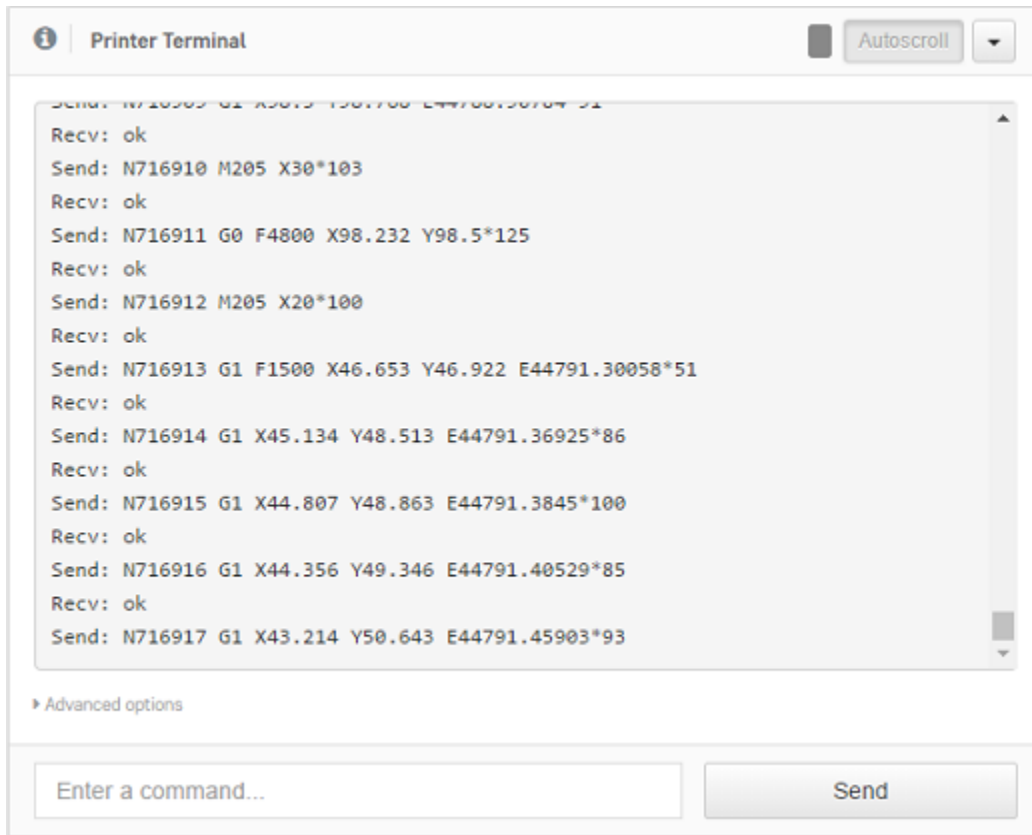 Printer Terminal
Autoscroll
Recv: ok
Send: N716910 M205 X30*103
Recv: ok
Send: N716911 G0 F4800 X98.232 Y98.5*125
Recv: ok
Send: N716912 M205 X20*100
Recv: ok
Send: N716913 G1 F1500 X46.653 Y46.922 E44791.30058*51
Recv: ok
Send: N716914 G1 X45.134 Y48.513 E44791.36925*86
Recv: ok
Send: N716915 G1 X44.807 Y48.863 E44791.3845*100
Recv: ok
Send: N716916 G1 X44.356 Y49.346 E44791.40529*85
Recv: ok
Send: N716917 G1 X43.214 Y50.643 E44791.45903*93
Advanced options
Enter a command...
Send